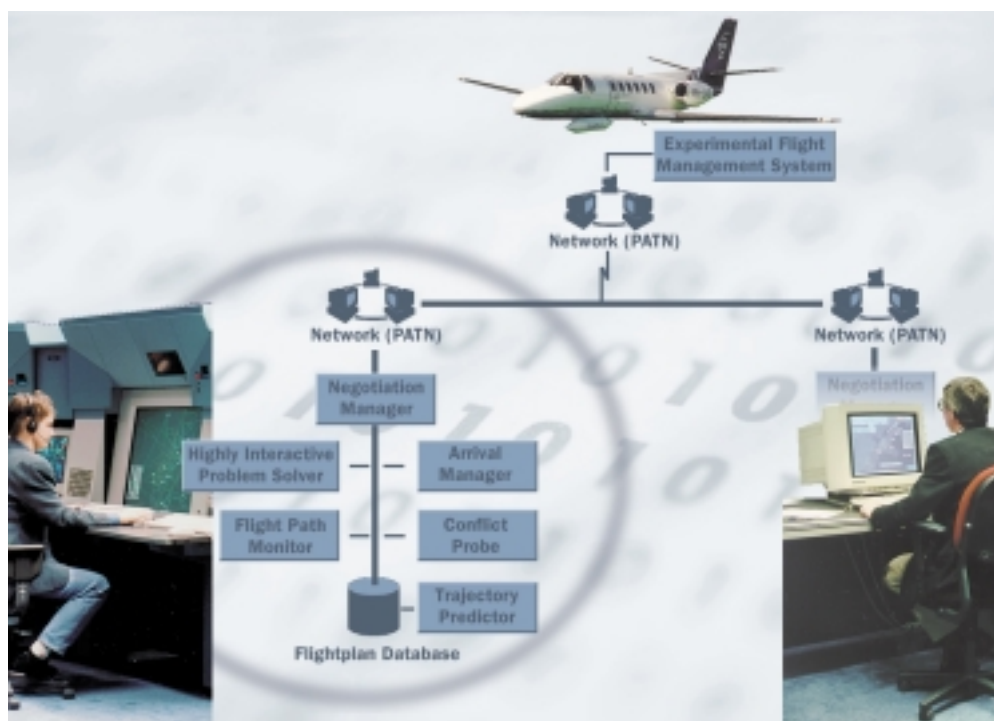 Experimental Flight
Management System
Network (PATN)
Network (PATN)
Network (PATN)
Negotiation
Manager
Negotiation
Highly Interactive
Problem Solver
Arrival
Manager
Flight Path
Monitor
Conflict
Probe
Trajectory
Predictor
Flightplan Database